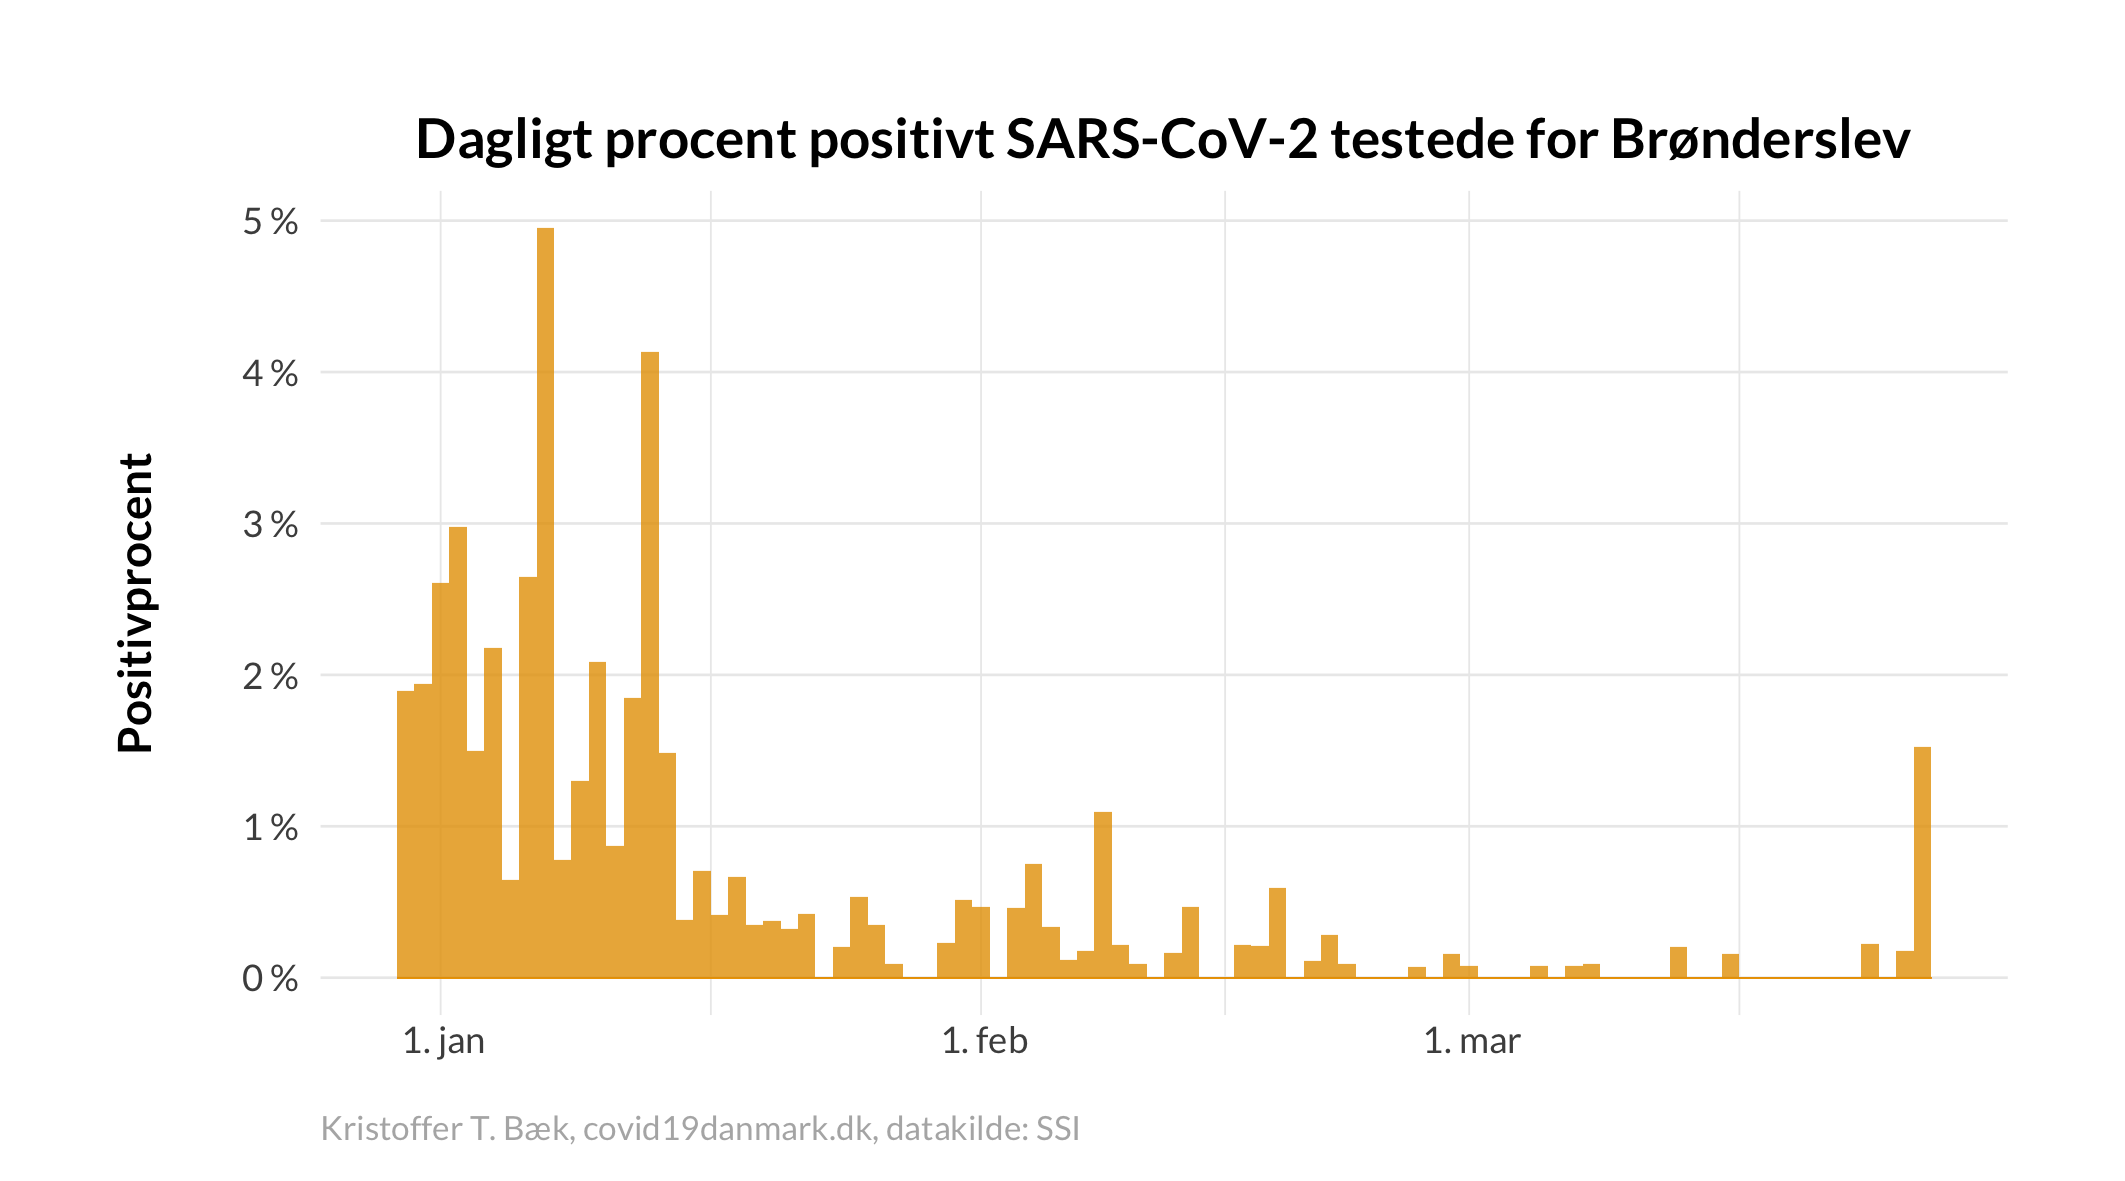 Dagligt procent positivt SARS-CoV-2 testede for Brønderslev
Positivprocent
5 %
4 %
3 %
2 %
1 %
0 %
1. jan
1. feb
1. mar
Kristoffer T. Bæk, covid19danmark.dk, datakilde: SSI